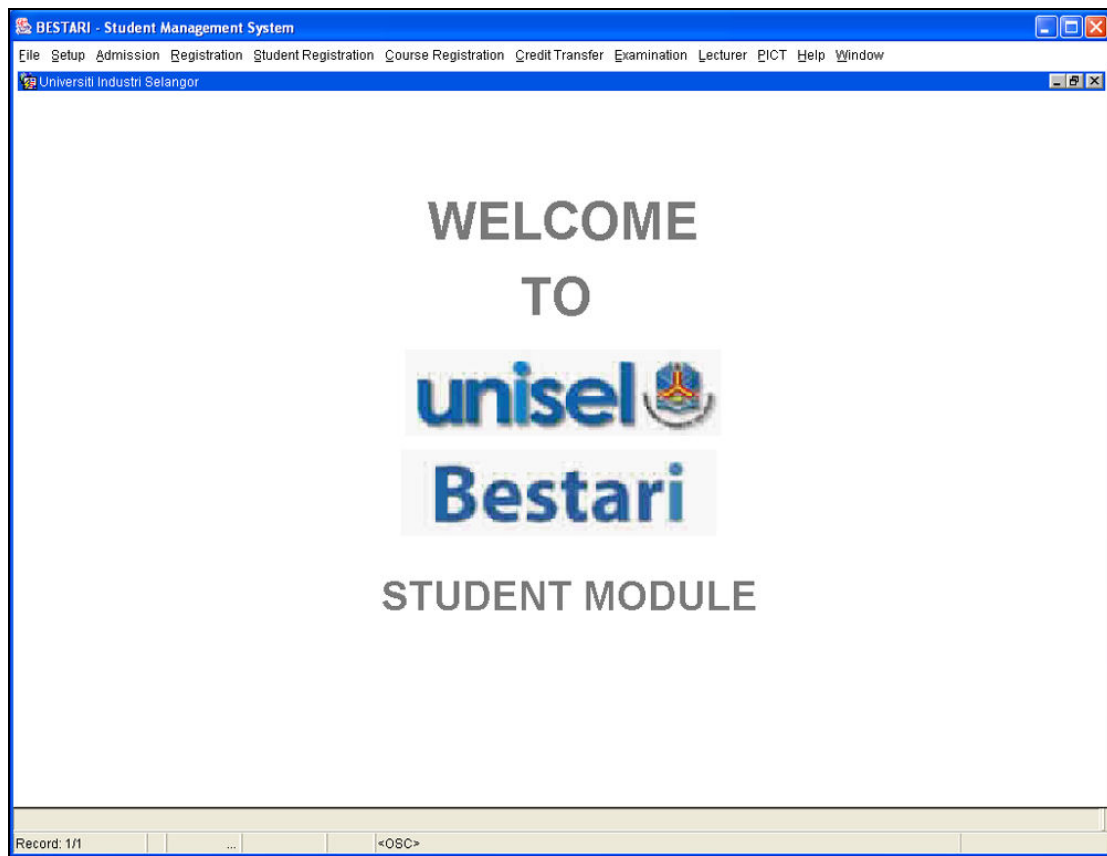 BESTARI - Student Management System
File Setup Admission Registration Student Registration Course Registration Credit Transfer Examination Lecturer PICT Help Window
Universiti Industri Selangor
WELCOME
TO
unisel
Bestari
STUDENT MODULE
Record: 1/1 ... <OSC>